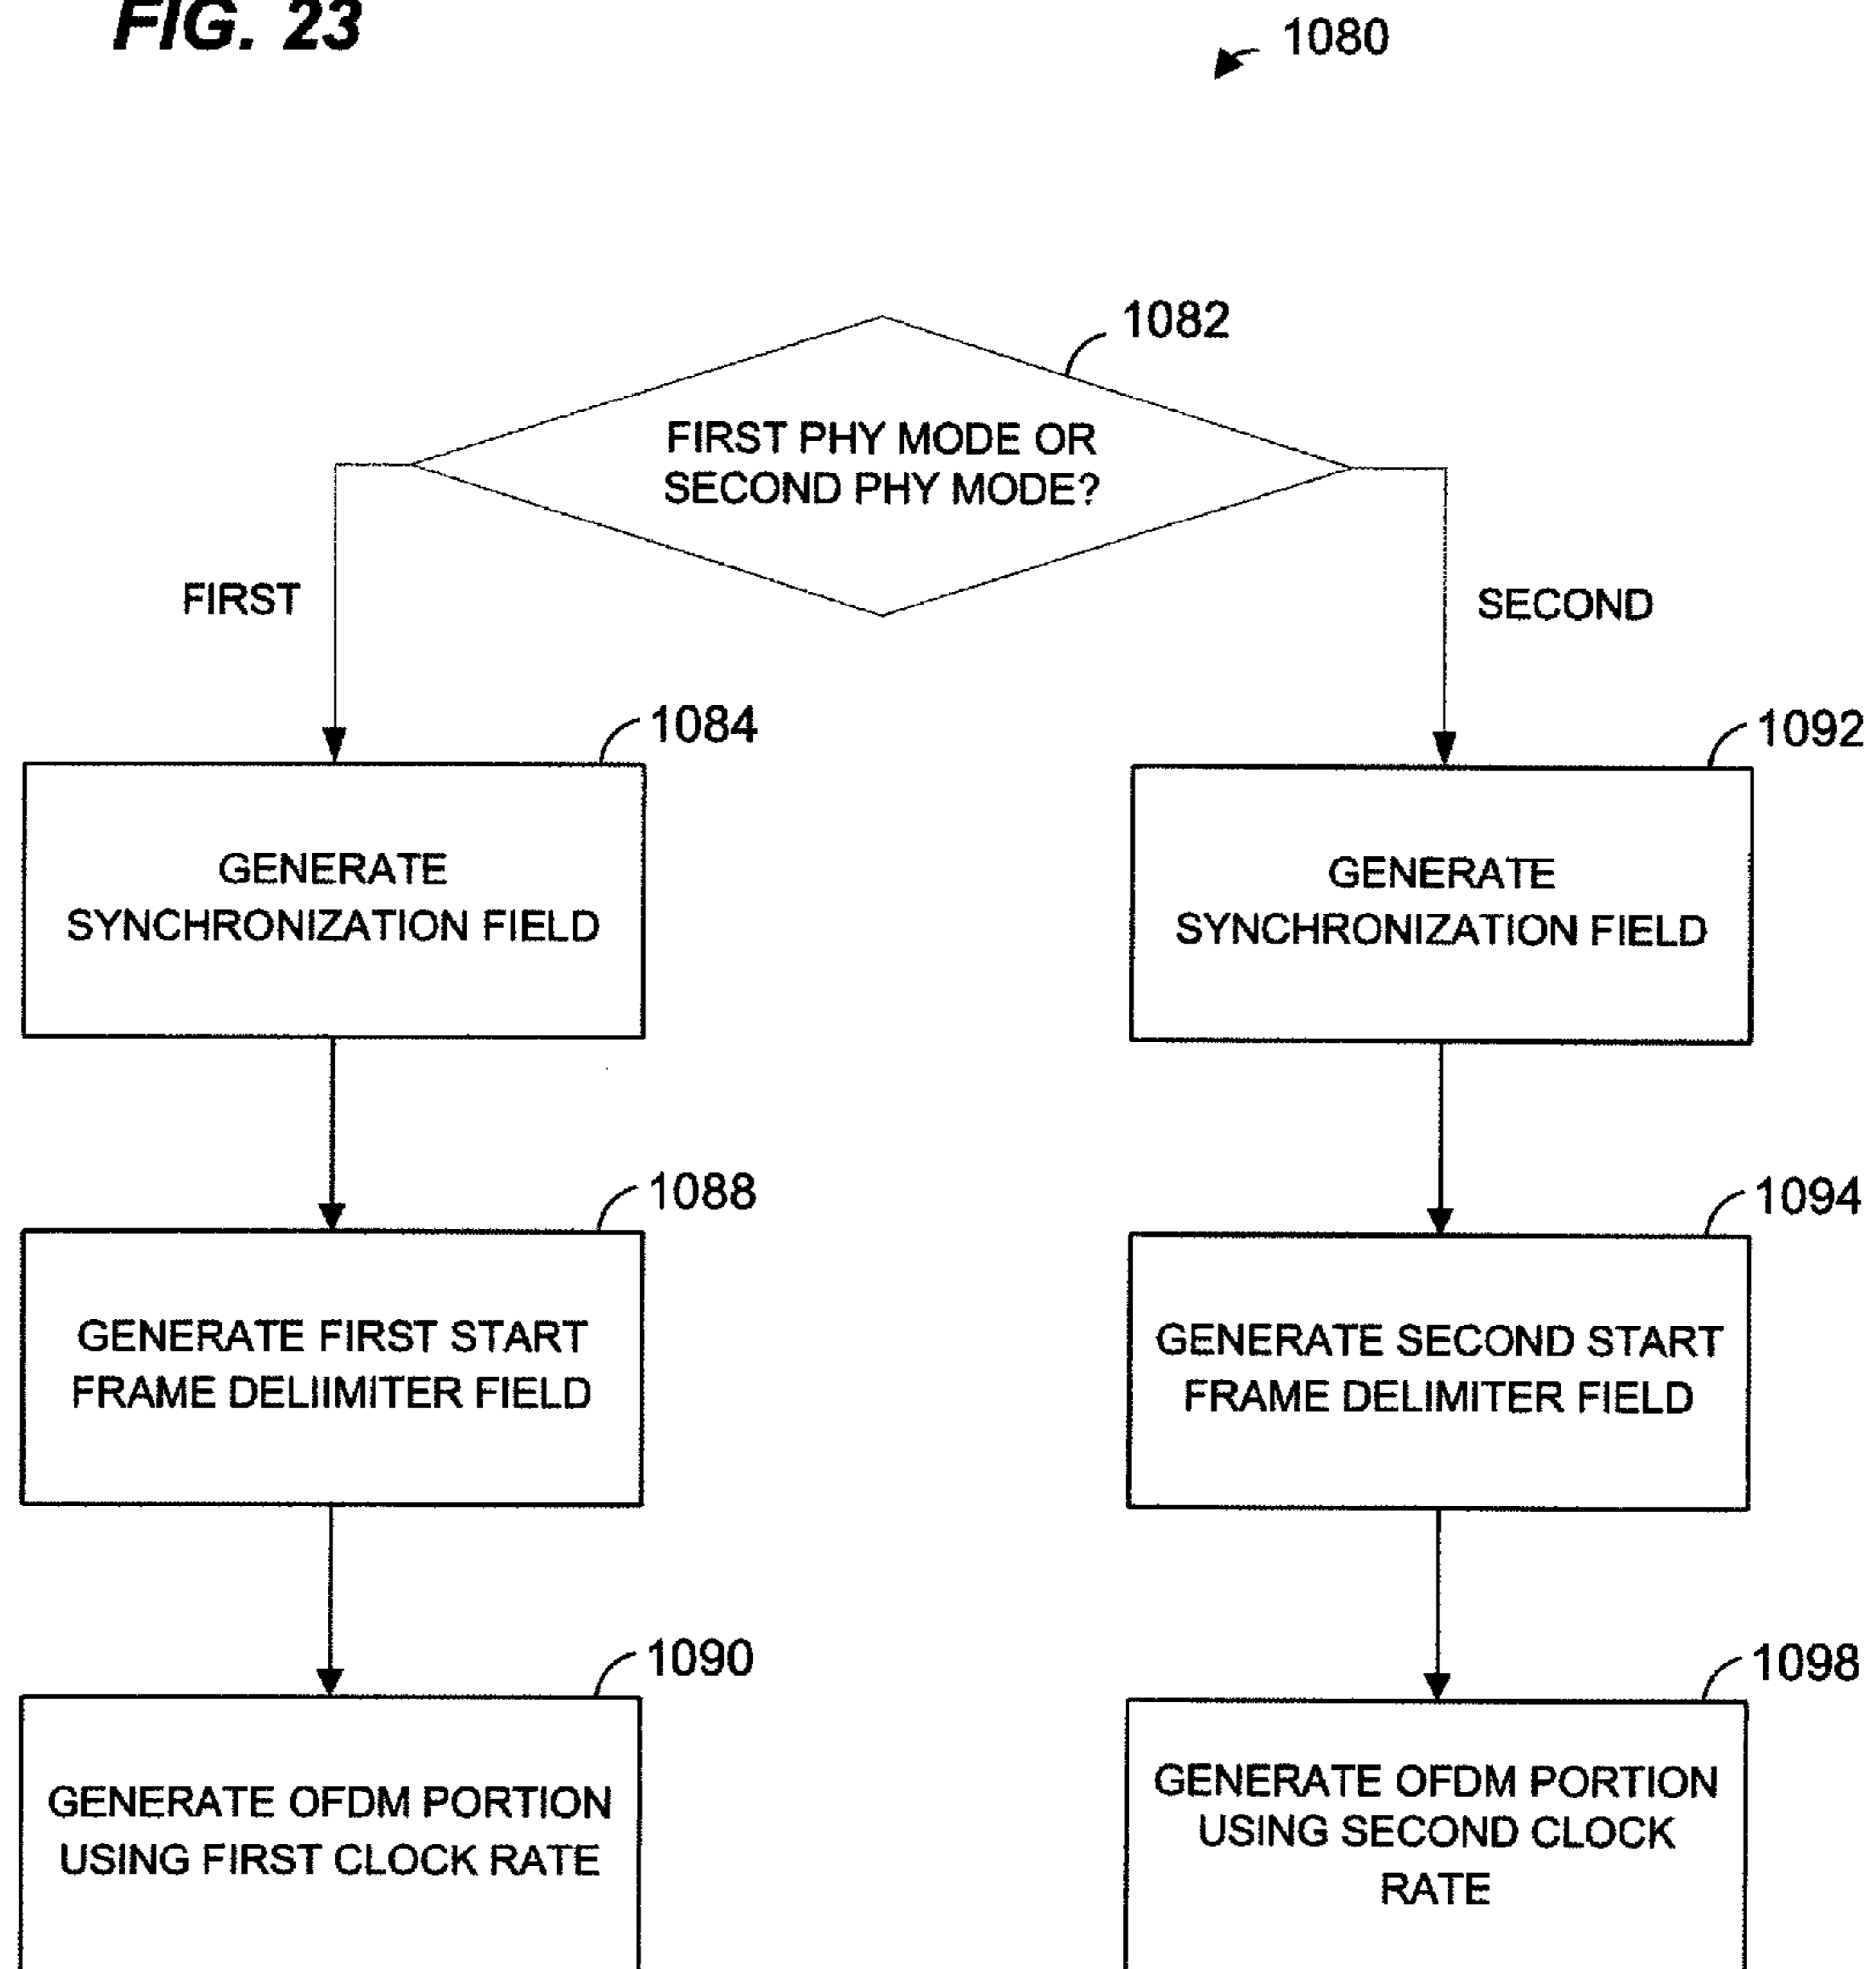 FIG. 23
1080
1082
FIRST PHY MODE OR
SECOND PHY MODE?
FIRST
SECOND
1084
GENERATE
SYNCHRONIZATION FIELD
1092
GENERATE
SYNCHRONIZATION FIELD
1088
GENERATE FIRST START
FRAME DELIIMITER FIELD
1094
GENERATE SECOND START
FRAME DELIMITER FIELD
1090
GENERATE OFDM PORTION
USING FIRST CLOCK RATE
1098
GENERATE OFDM PORTION
USING SECOND CLOCK
RATE